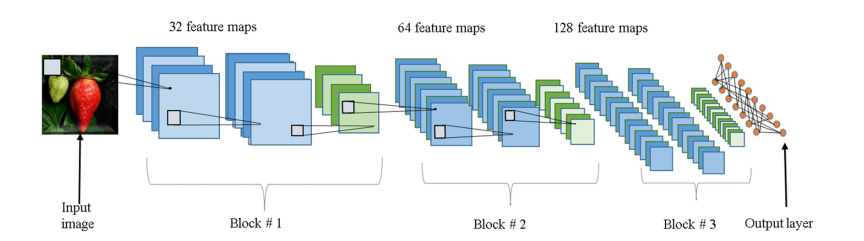 32 feature maps
64 feature maps
128 feature maps
Input
image
Block # 1
Block # 2
Block # 3
Output layer